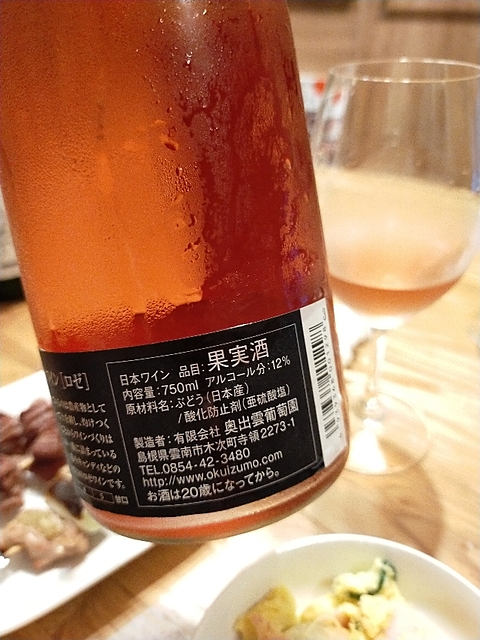 ン[ロゼ]
日本ワイン 品目:果実酒
内容量:750ml アルコール分:12%
原材料名:ぶどう(日本産)
/酸化防止剤(亜硫酸塩)
製造者:有限会社 奥出雲葡萄園
島根県雲南市木次町寺領2273-1
TEL.0854-42-3480
http://www.okuizumo.com
お酒は20歳になってから。